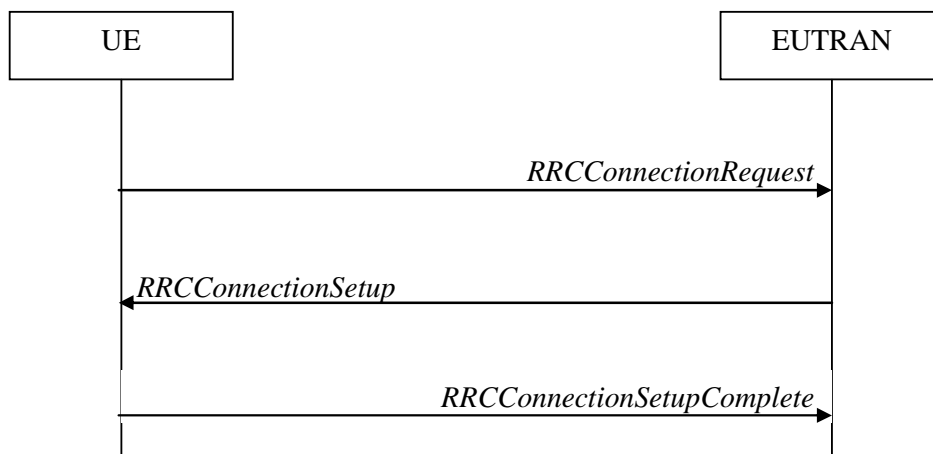 UE
EUTRAN
RRCConnectionRequest
RRCConnectionSetup
RRCConnectionSetupComplete